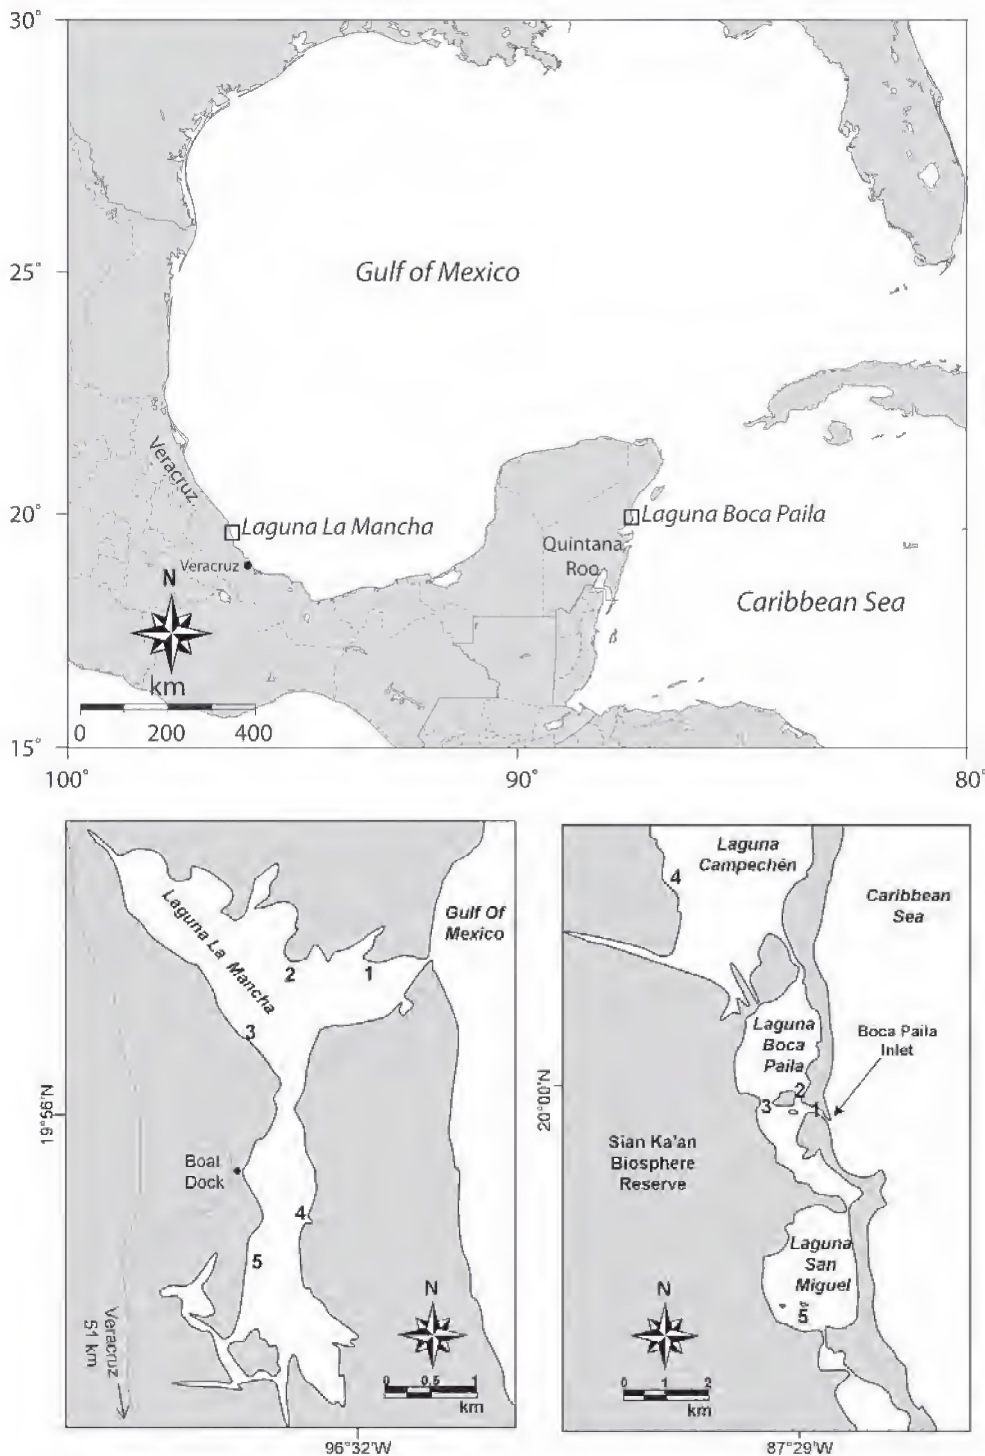 30°
25°
20°
15°
100°
90°
80°
Gulf of Mexico
Veracruz
Laguna La Mancha
Veracruz
Laguna Boca Paila
Quintana
Roo
Caribbean Sea
N
km
0 200 400
Laguna La Mancha
Gulf Of
Mexico
1
2
3
4
5
Boat
Dock
19°56'N
Veracruz
51 km
N
0 0.5 1
km
96°32'W
Laguna
Campechén
Caribbean
Sea
4
Laguna
Boca
Paila
Boca Paila
Inlet
2
3
1
20°00'N
Sian Ka'an
Biosphere
Reserve
Laguna
San
Miguel
5
N
0 1 2
km
87°29'W